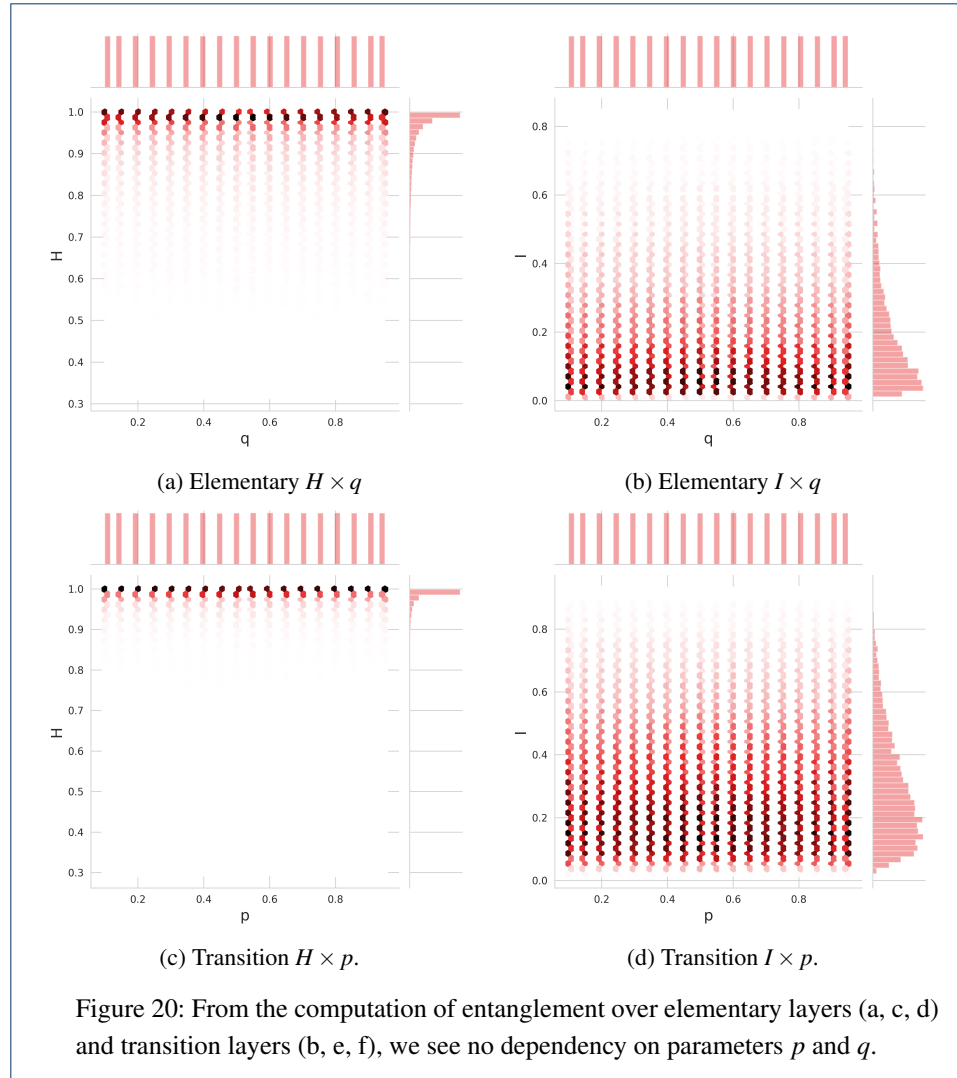 1.0
0.9
0.8
0.7
0.6
0.5
0.4
0.3
H
0.2 0.4 0.6 0.8
q
0.8
0.6
0.4
0.2
0.0
I
0.2 0.4 0.6 0.8
q
(a) Elementary H × q
(b) Elementary I × q
1.0
0.9
0.8
0.7
0.6
0.5
0.4
0.3
H
0.2 0.4 0.6 0.8
p
0.8
0.6
0.4
0.2
0.0
I
0.2 0.4 0.6 0.8
p
(c) Transition H × p.
(d) Transition I × p.
Figure 20: From the computation of entanglement over elementary layers (a, c, d)
and transition layers (b, e, f), we see no dependency on parameters p and q.